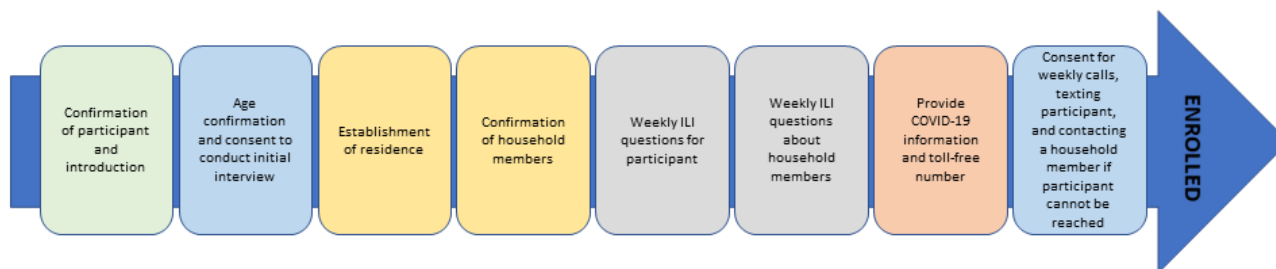 Confirmation
of participant
and
introduction
Age
confirmation
and consent to
conduct initial
interview
Establishment
of residence
Confirmation
of household
members
Weekly ILI
questions for
participant
Weekly ILI
questions
about
household
members
Provide
COVID-19
information
and toll-free
number
Consent for
weekly calls,
texting
participant,
and contacting
a household
member if
participant
cannot be
reached
ENROLLED